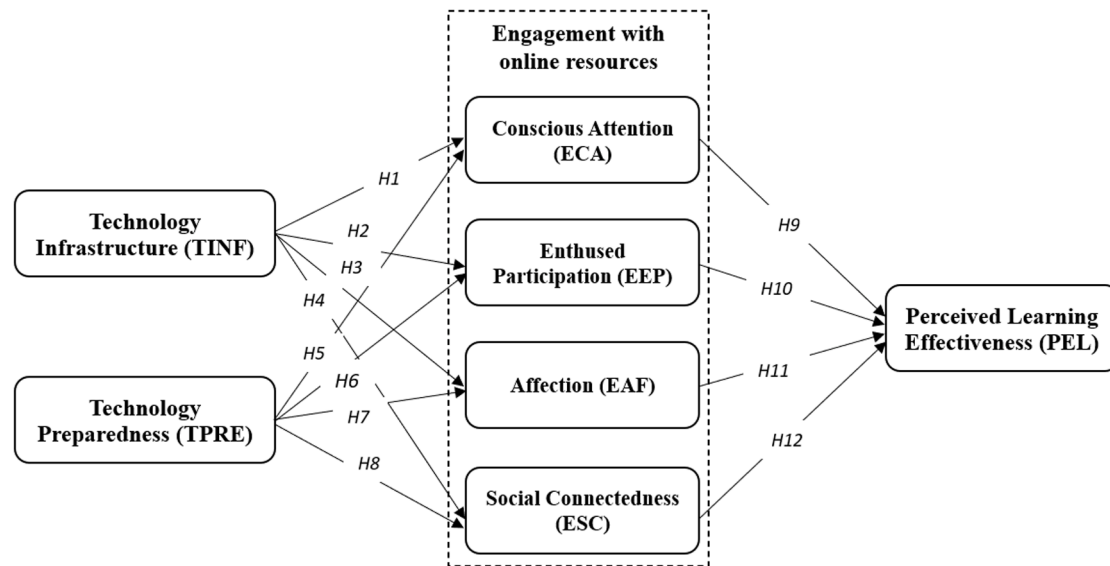 Engagement with
online resources
Conscious Attention
(ECA)
H1
Technology
Infrastructure (TINF)
H2
H3
H4
Enthused
Participation (EEP)
H9
H10
Perceived Learning
Effectiveness (PEL)
H5
H6
H7
H8
Technology
Preparedness (TPRE)
Affection (EAF)
H11
H12
Social Connectedness
(ESC)